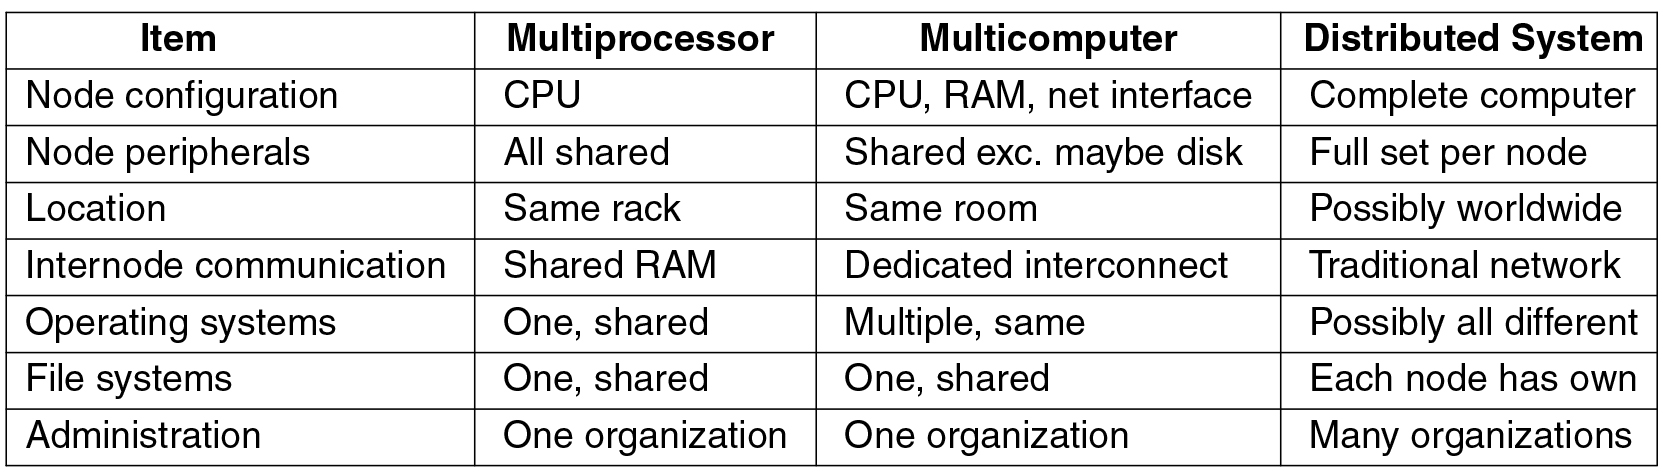 Item Multiprocessor Multicomputer Distributed System
Node configuration CPU CPU, RAM, net interface Complete computer
Node peripherals All shared Shared exc. maybe disk Full set per node
Location Same rack Same room Possibly worldwide
Internode communication Shared RAM Dedicated interconnect Traditional network
Operating systems One, shared Multiple, same Possibly all different
File systems One, shared One, shared Each node has own
Administration One organization One organization Many organizations